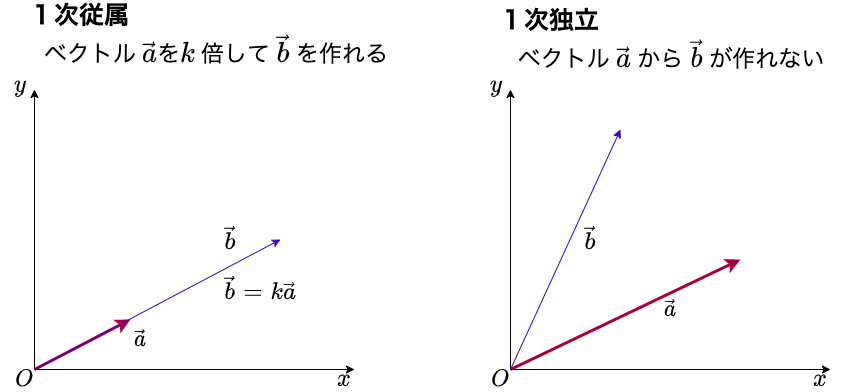 1次従属
ベクトル $\vec{a}$を$k$ 倍して $\vec{b}$ を作れる
$y$
$\vec{b}$
$\vec{b} = k\vec{a}$
$\vec{a}$
$O$
$x$
1次独立
ベクトル $\vec{a}$ から $\vec{b}$ が作れない
$y$
$\vec{b}$
$\vec{a}$
$O$
$x$